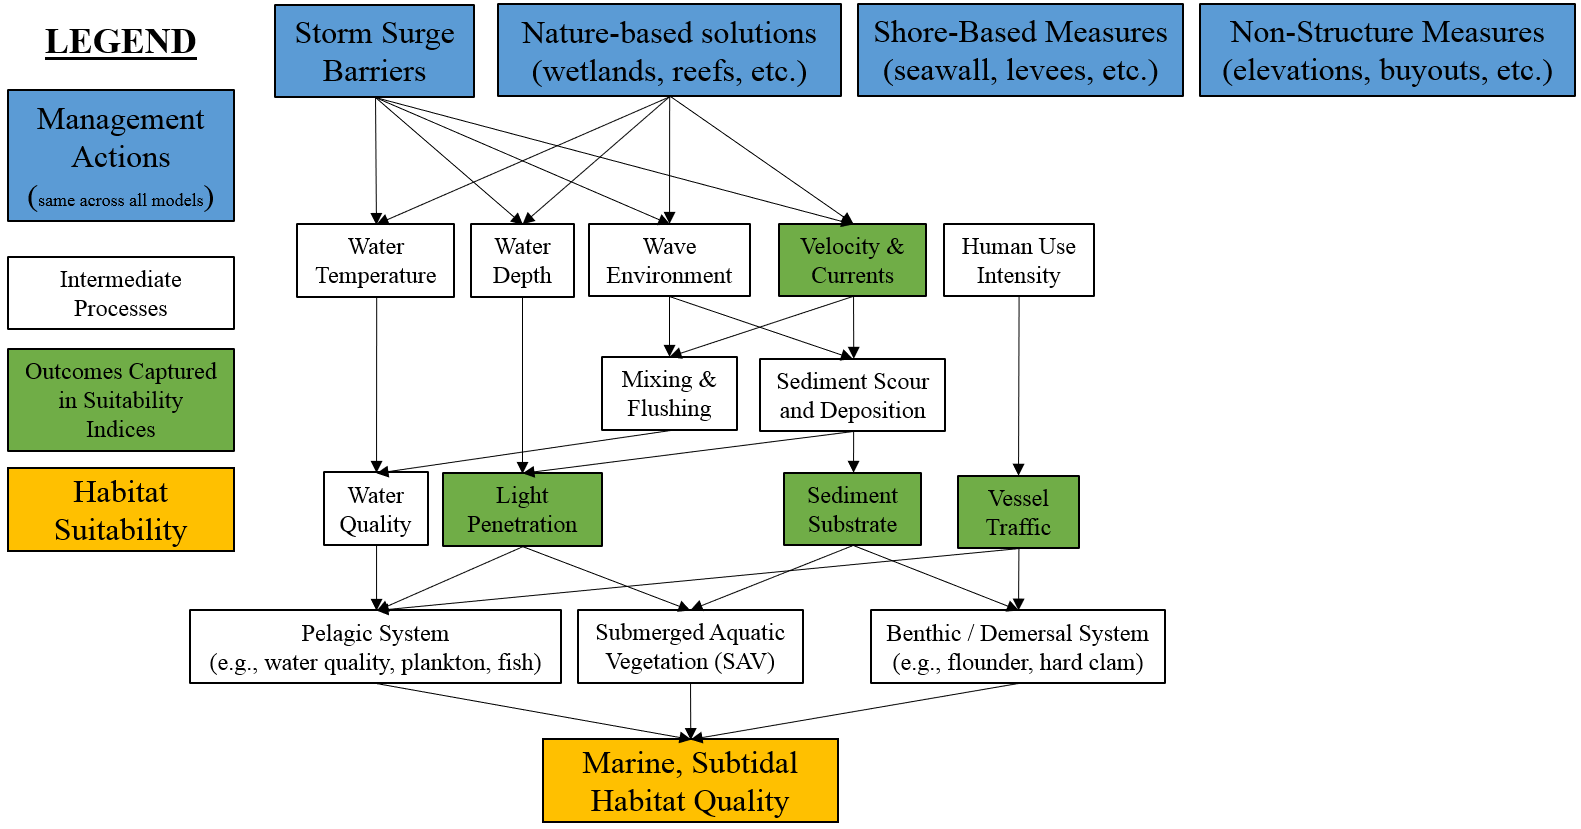 LEGEND
Management
Actions
(same across all models)
Intermediate
Processes
Outcomes Captured
in Suitability
Indices
Habitat
Suitability
Storm Surge
Barriers
Nature-based solutions
(wetlands, reefs, etc.)
Shore-Based Measures
(seawall, levees, etc.)
Non-Structure Measures
(elevations, buyouts, etc.)
Water
Temperature
Water
Depth
Wave
Environment
Velocity &
Currents
Human Use
Intensity
Mixing &
Flushing
Sediment Scour
and Deposition
Water
Quality
Light
Penetration
Sediment
Substrate
Vessel
Traffic
Pelagic System
(e.g., water quality, plankton, fish)
Submerged Aquatic
Vegetation (SAV)
Benthic / Demersal System
(e.g., flounder, hard clam)
Marine, Subtidal
Habitat Quality